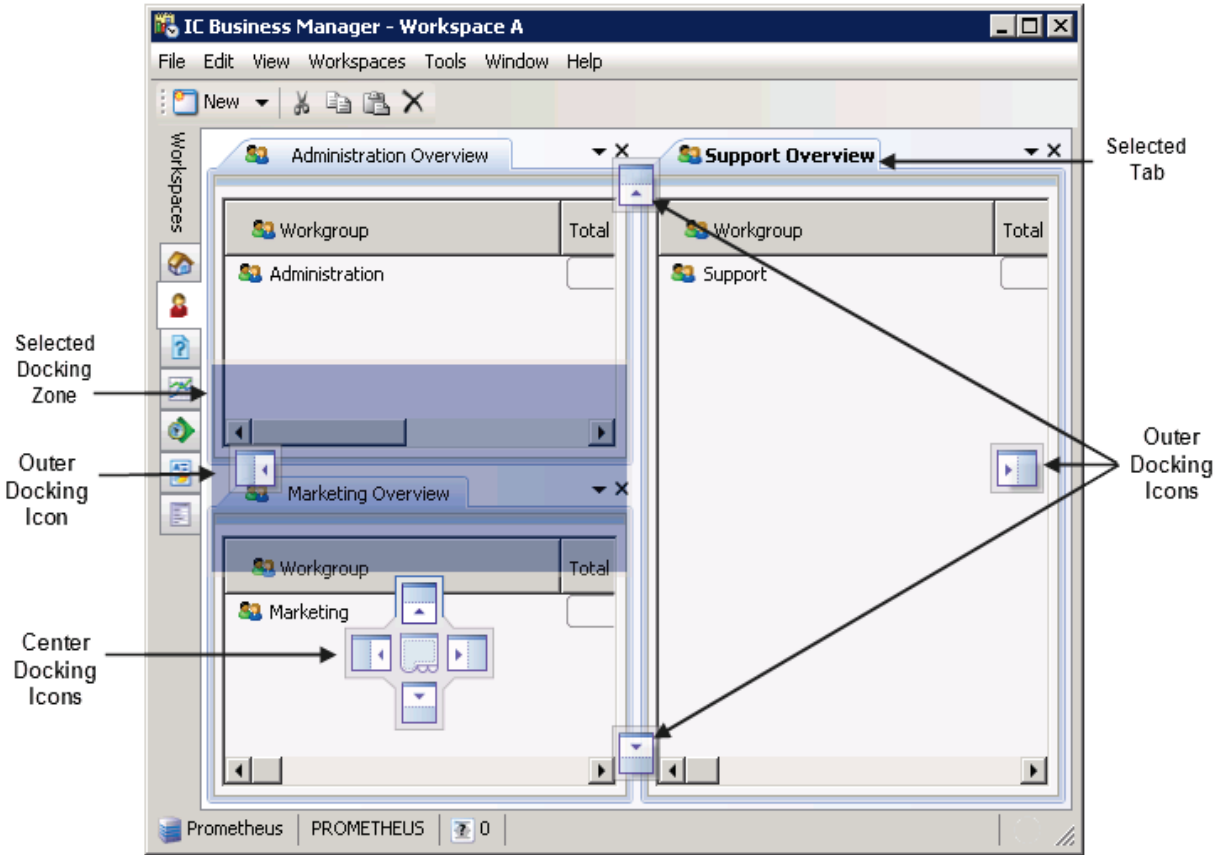 IC Business Manager - Workspace A
File Edit View Workspaces Tools Window Help
New
Workspaces
Administration Overview
Support Overview
Selected
Tab
Workgroup Total
Workgroup Total
Administration
Support
Selected
Docking
Zone
Outer
Docking
Icon
Outer
Docking
Icons
Marketing Overview
Workgroup Total
Marketing
Center
Docking
Icons
Prometheus PROMETHEUS 0